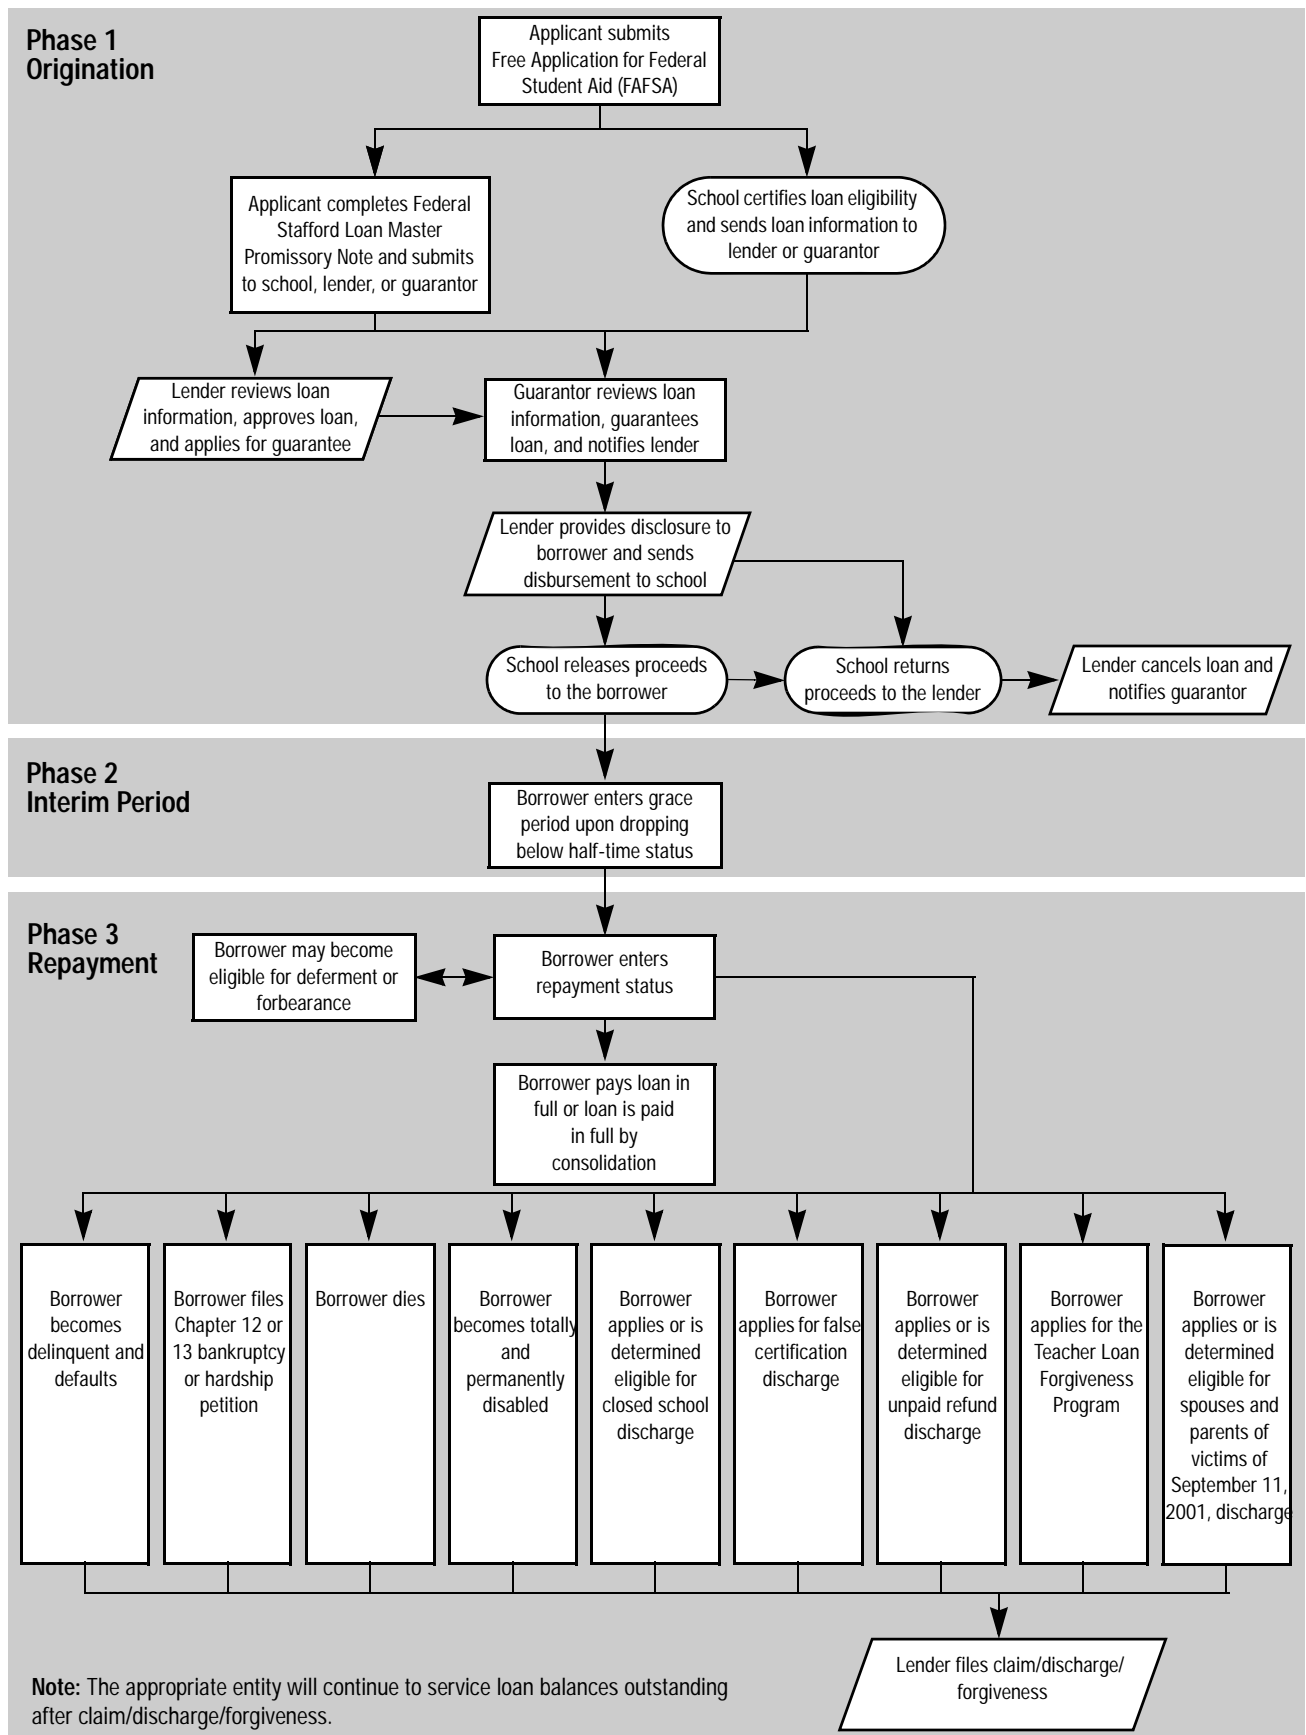 Phase 1
Origination
Applicant submits
Free Application for Federal
Student Aid (FAFSA)
Applicant completes Federal
Stafford Loan Master
Promissory Note and submits
to school, lender, or guarantor
School certifies loan eligibility
and sends loan information to
lender or guarantor
Lender reviews loan
information, approves loan,
and applies for guarantee
Guarantor reviews loan
information, guarantees
loan, and notifies lender
Lender provides disclosure to
borrower and sends
disbursement to school
School releases proceeds
to the borrower
School returns
proceeds to the lender
Lender cancels loan and
notifies guarantor
Phase 2
Interim Period
Borrower enters grace
period upon dropping
below half-time status
Phase 3
Repayment
Borrower may become
eligible for deferment or
forbearance
Borrower enters
repayment status
Borrower pays loan in
full or loan is paid
in full by
consolidation
Borrower
becomes
delinquent and
defaults
Borrower files
Chapter 12 or
13 bankruptcy
or hardship
petition
Borrower dies
Borrower
becomes totally
and
permanently
disabled
Borrower
applies or is
determined
eligible for
closed school
discharge
Borrower
applies for false
certification
discharge
Borrower
applies or is
determined
eligible for
unpaid refund
discharge
Borrower
applies for the
Teacher Loan
Forgiveness
Program
Borrower
applies or is
determined
eligible for
spouses and
parents of
victims of
September 11,
2001, discharge
Lender files claim/discharge/
forgiveness
Note: The appropriate entity will continue to service loan balances outstanding
after claim/discharge/forgiveness.